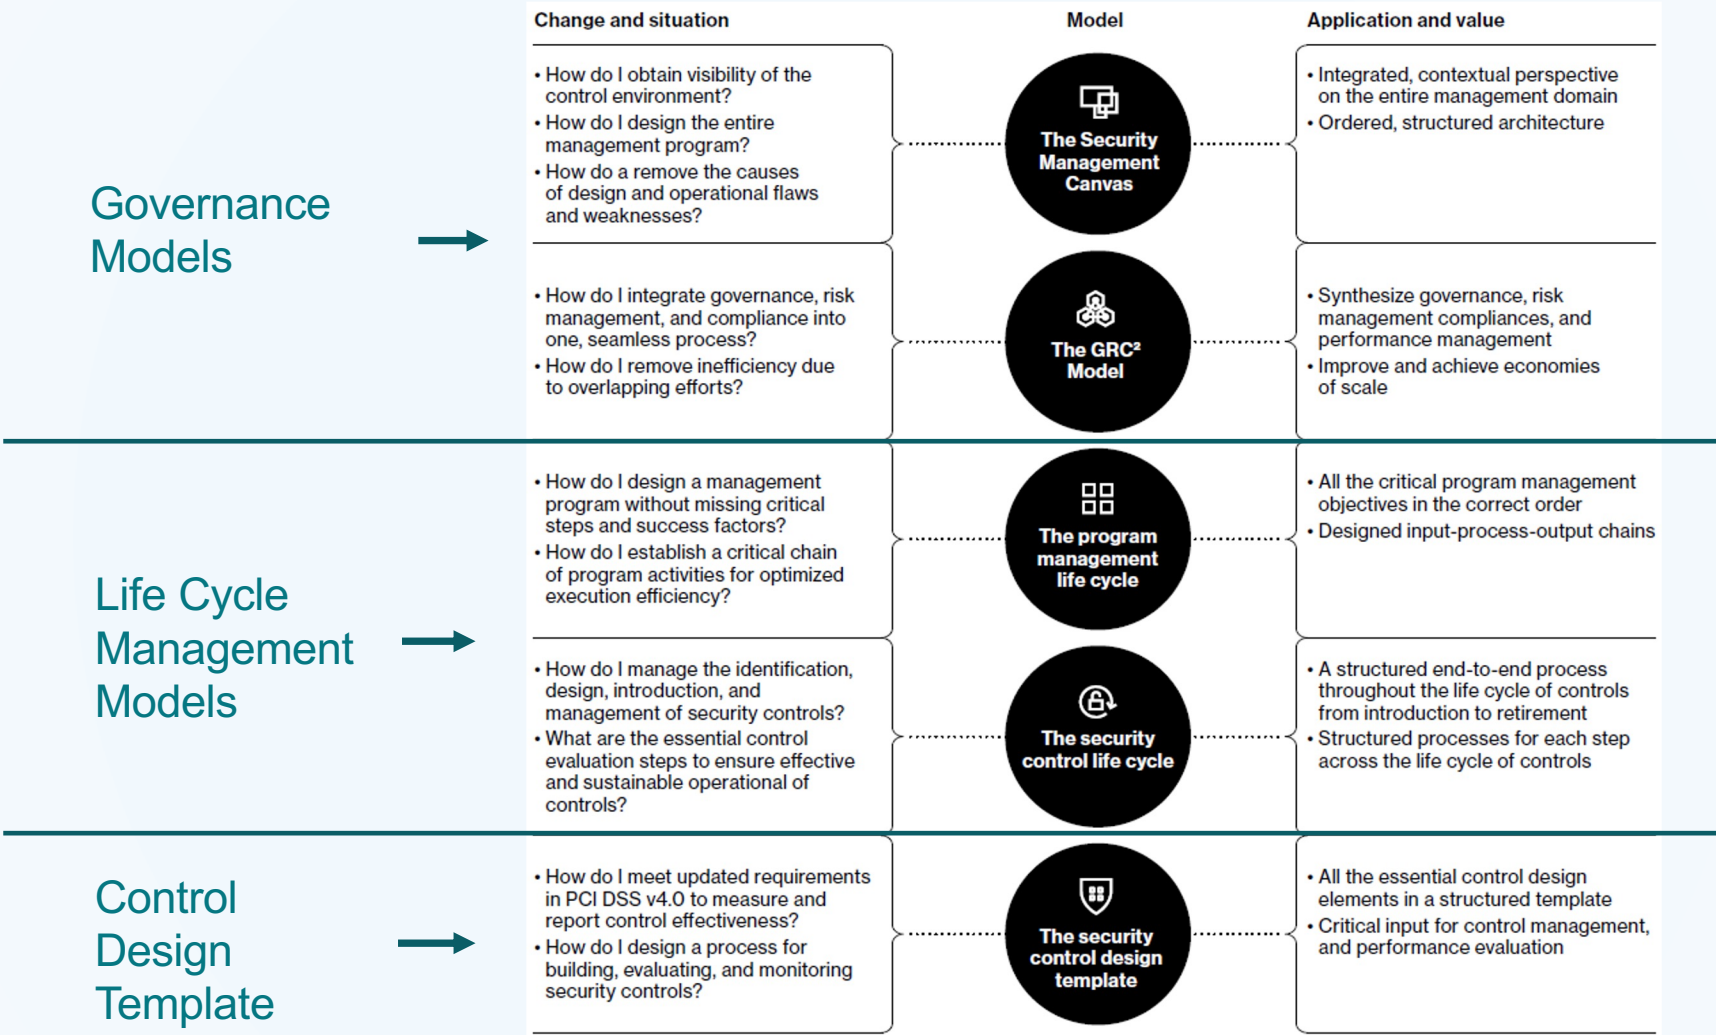 Change and situation
Model
Application and value
Governance
Models
• How do I obtain visibility of the
control environment?
• How do I design the entire
management program?
• How do a remove the causes
of design and operational flaws
and weaknesses?
The Security
Management
Canvas
• Integrated, contextual perspective
on the entire management domain
• Ordered, structured architecture
• How do I integrate governance, risk
management, and compliance into
one, seamless process?
• How do I remove inefficiency due
to overlapping efforts?
The GRC²
Model
• Synthesize governance, risk
management compliances, and
performance management
• Improve and achieve economies
of scale
Life Cycle
Management
Models
• How do I design a management
program without missing critical
steps and success factors?
• How do I establish a critical chain
of program activities for optimized
execution efficiency?
The program
management
life cycle
• All the critical program management
objectives in the correct order
• Designed input-process-output chains
• How do I manage the identification,
design, introduction, and
management of security controls?
• What are the essential control
evaluation steps to ensure effective
and sustainable operational of
controls?
The security
control life cycle
• A structured end-to-end process
throughout the life cycle of controls
from introduction to retirement
• Structured processes for each step
across the life cycle of controls
Control
Design
Template
• How do I meet updated requirements
in PCI DSS v4.0 to measure and
report control effectiveness?
• How do I design a process for
building, evaluating, and monitoring
security controls?
The security
control design
template
• All the essential control design
elements in a structured template
• Critical input for control management,
and performance evaluation